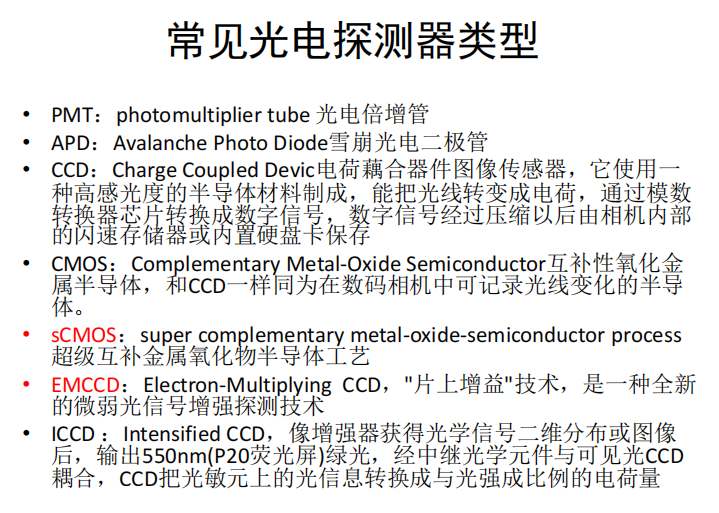 常见光电探测器类型
• PMT：photomultiplier tube 光电倍增管
• APD：Avalanche Photo Diode雪崩光电二极管
• CCD：Charge Coupled Devic电荷藕合器件图像传感器，它使用一
种高感光度的半导体材料制成，能把光线转变成电荷，通过模数
转换器芯片转换成数字信号，数字信号经过压缩以后由相机内部
的闪速存储器或内置硬盘卡保存
• CMOS：Complementary Metal-Oxide Semiconductor互补性氧化金
属半导体，和CCD一样同为在数码相机中可记录光线变化的半导
体。
• sCMOS：super complementary metal-oxide-semiconductor process
超级互补金属氧化物半导体工艺
• EMCCD：Electron-Multiplying CCD，"片上增益"技术，是一种全新
的微弱光信号增强探测技术
• ICCD ：Intensified CCD，像增强器获得光学信号二维分布或图像
后，输出550nm(P20荧光屏)绿光，经中继光学元件与可见光CCD
耦合，CCD把光敏元上的光信息转换成与光强成比例的电荷量